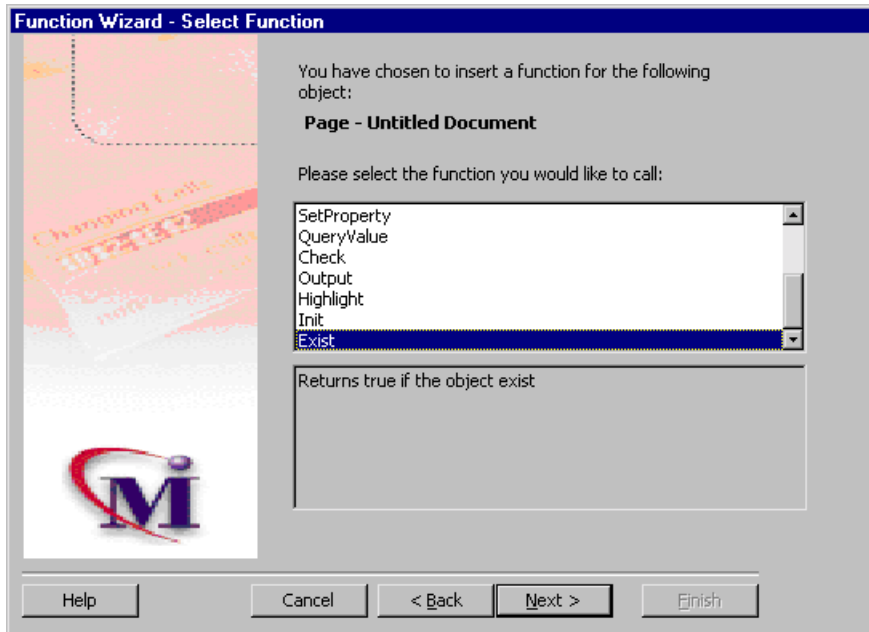 Function Wizard - Select Function
You have chosen to insert a function for the following
object:
Page - Untitled Document
Please select the function you would like to call:
SetProperty
QueryValue
Check
Output
Highlight
Init
Exist
Returns true if the object exist
Changing Calls
Help
Cancel
< Back
Next >
Finish